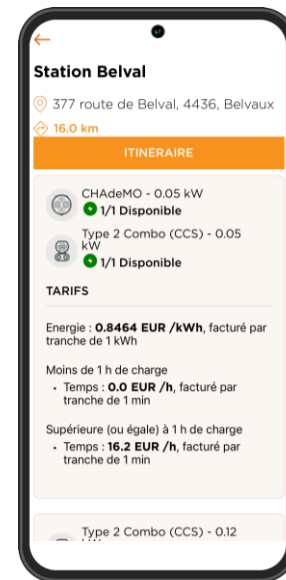 Station Belval
377 route de Belval, 4436, Belvaux
16.0 km
ITINÉRAIRE
CHAdeMO - 0.05 kW
1/1 Disponible
Type 2 Combo (CCS) - 0.05
kW
1/1 Disponible
TARIFS
Energie : 0.8464 EUR /kWh, facturé par
tranche de 1 kWh
Moins de 1 h de charge
• Temps : 0.0 EUR /h, facturé par
tranche de 1 min
Supérieure (ou égale) à 1 h de charge
• Temps : 16.2 EUR /h, facturé par
tranche de 1 min
Type 2 Combo (CCS) - 0.12